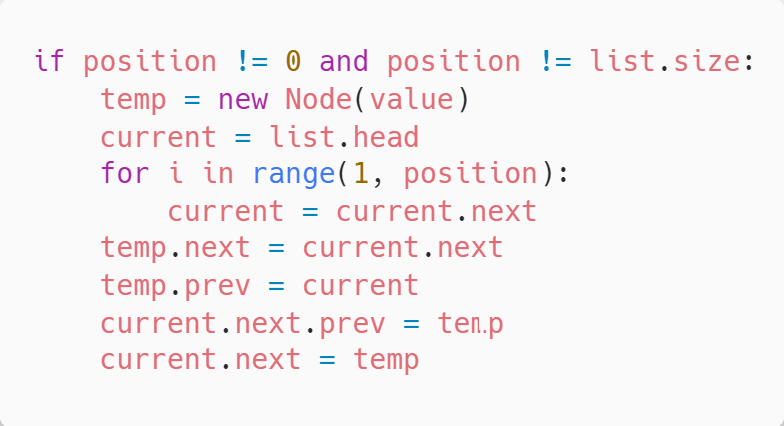 if position != 0 and position != list.size:
    temp = new Node(value)
    current = list.head
    for i in range(1, position):
        current = current.next
    temp.next = current.next
    temp.prev = current
    current.next.prev = temp
    current.next = temp